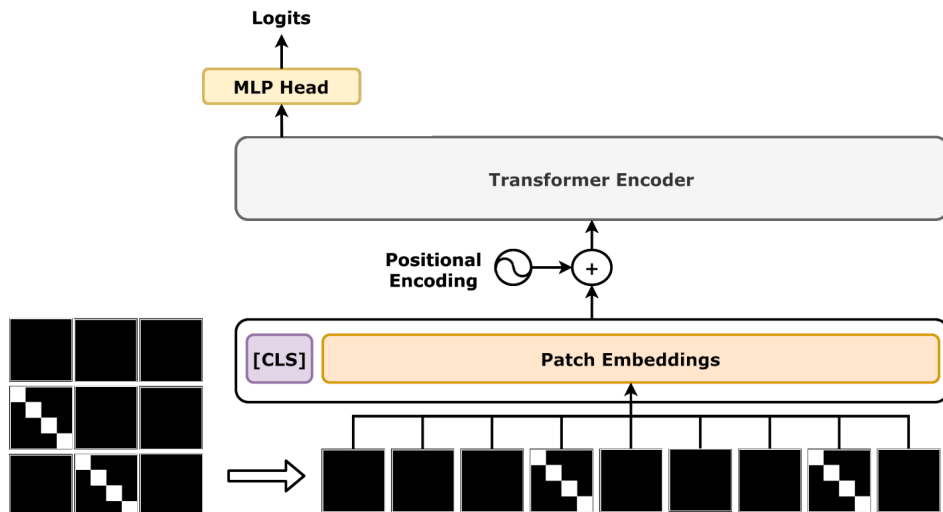 Logits
MLP Head
Transformer Encoder
Positional
Encoding
+
[CLS]
Patch Embeddings